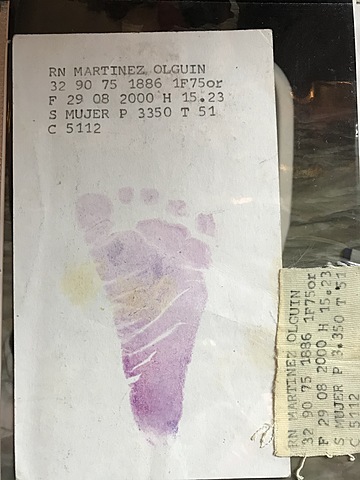 RN MARTINEZ OLGUIN
32 90 75 1886 1F75or
F 29 08 2000 H 15.23
S MUJER P 3350 T 51
C 5112
RN MARTINEZ OLGUIN
32 90 75 1886 1F75or
F 29 08 2000 H 15.23
S MUJER P 3.350 T 51
C 5112